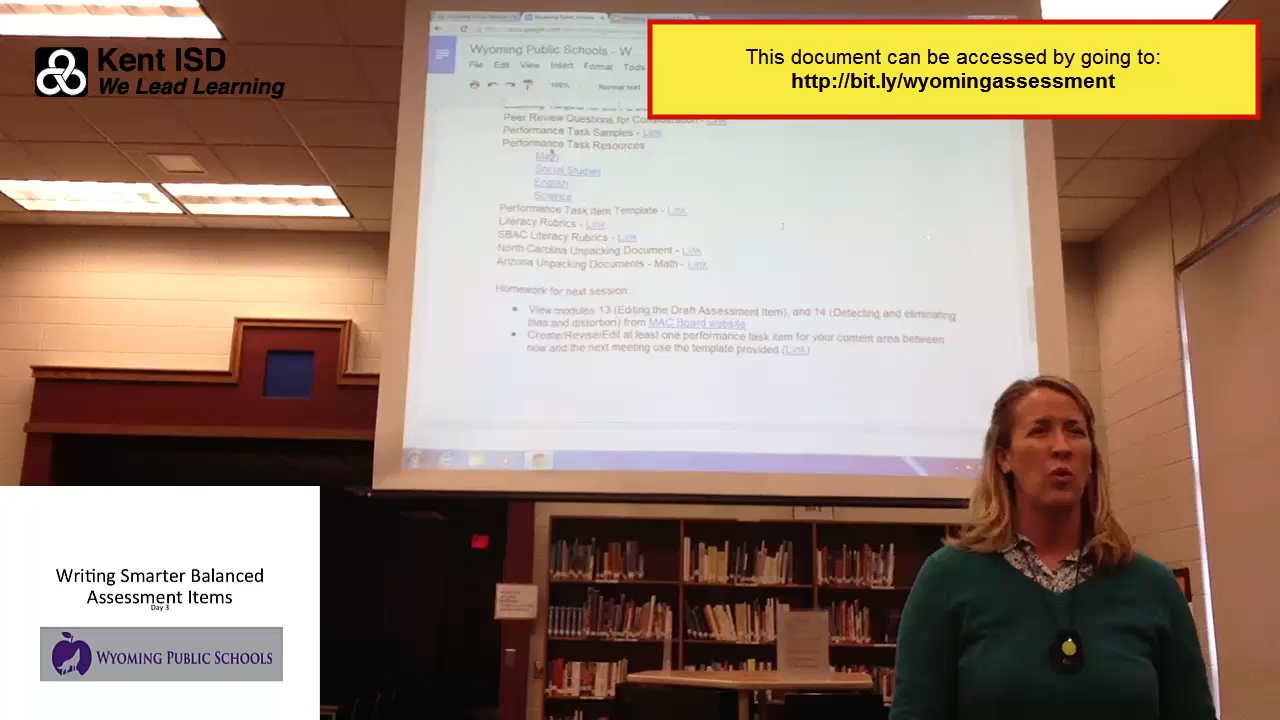 Kent ISD
We Lead Learning
This document can be accessed by going to:
http://bit.ly/wyomingassessment
Wyoming Public Schools - W...
File Edit View Insert Format Tools
100% Normal text
Peer Review Questions for Consideration - Link
Performance Task Samples - Link
Performance Task Resources
Math
Social Studies
English
Science
Performance Task Item Template - Link
Literacy Rubrics - Link
SBAC Literacy Rubrics - Link
North Carolina Unpacking Document - Link
Arizona Unpacking Documents - Math - Link
Homework for next session:
View modules 13 (Editing the Draft Assessment Item), and 14 (Detecting and eliminating
bias and distortion) from MAC Board website
Create/Revise/Edit at least one performance task item for your content area between
now and the next meeting use the template provided (Link)
Writing Smarter Balanced
Assessment Items
Day 3
WYOMING PUBLIC SCHOOLS